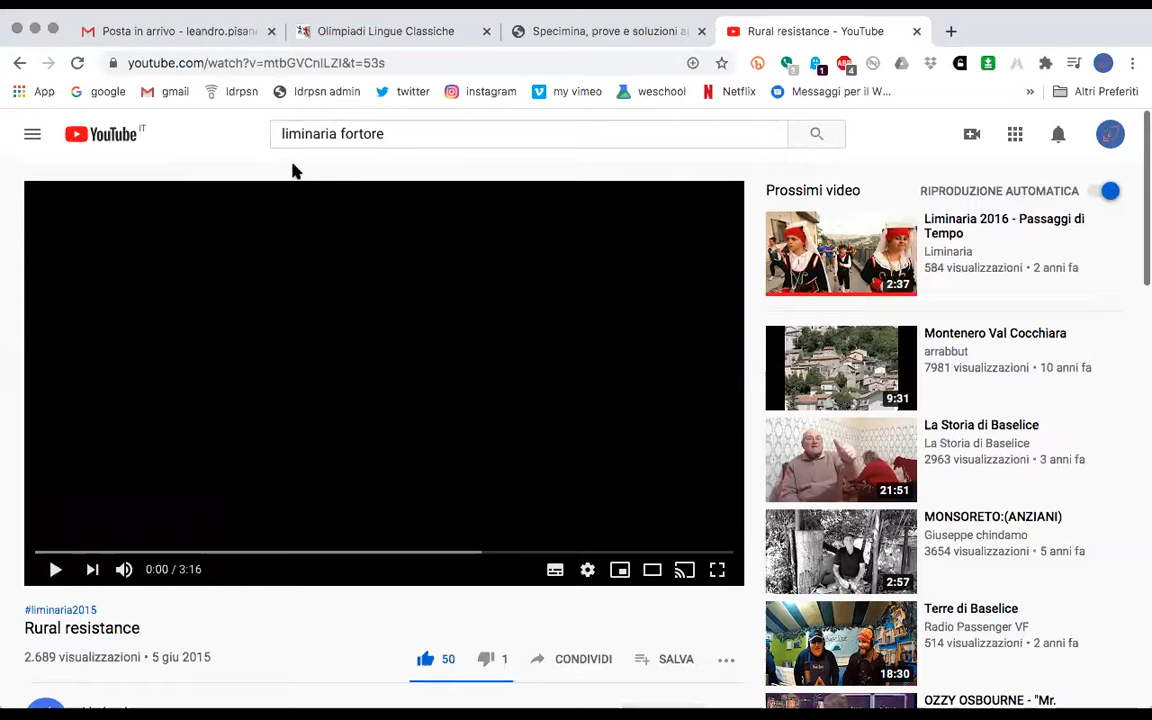 Posta in arrivo - leandro.pisan
Olimpiadi Lingue Classiche
Specimina, prove e soluzioni a
Rural resistance - YouTube
youtube.com/watch?v=mtbGVCnlLZI&t=53s
App
google
gmail
ldrpsn
ldrpsn admin
twitter
instagram
my vimeo
weschool
Netflix
Messaggi per il W...
Altri Preferiti
YouTube IT
liminaria fortore
Prossimi video
RIPRODUZIONE AUTOMATICA
Liminaria 2016 - Passaggi di
Tempo
Liminaria
584 visualizzazioni • 2 anni fa
2:37
Montenero Val Cocchiara
arrabbut
7981 visualizzazioni • 10 anni fa
9:31
La Storia di Baselice
La Storia di Baselice
2963 visualizzazioni • 3 anni fa
21:51
MONSORETO:(ANZIANI)
Giuseppe chindamo
3654 visualizzazioni • 5 anni fa
2:57
Terre di Baselice
Radio Passenger VF
514 visualizzazioni • 2 anni fa
18:30
OZZY OSBOURNE - "Mr.
0:00 / 3:16
#liminaria2015
Rural resistance
2.689 visualizzazioni • 5 giu 2015
50
1
CONDIVIDI
SALVA